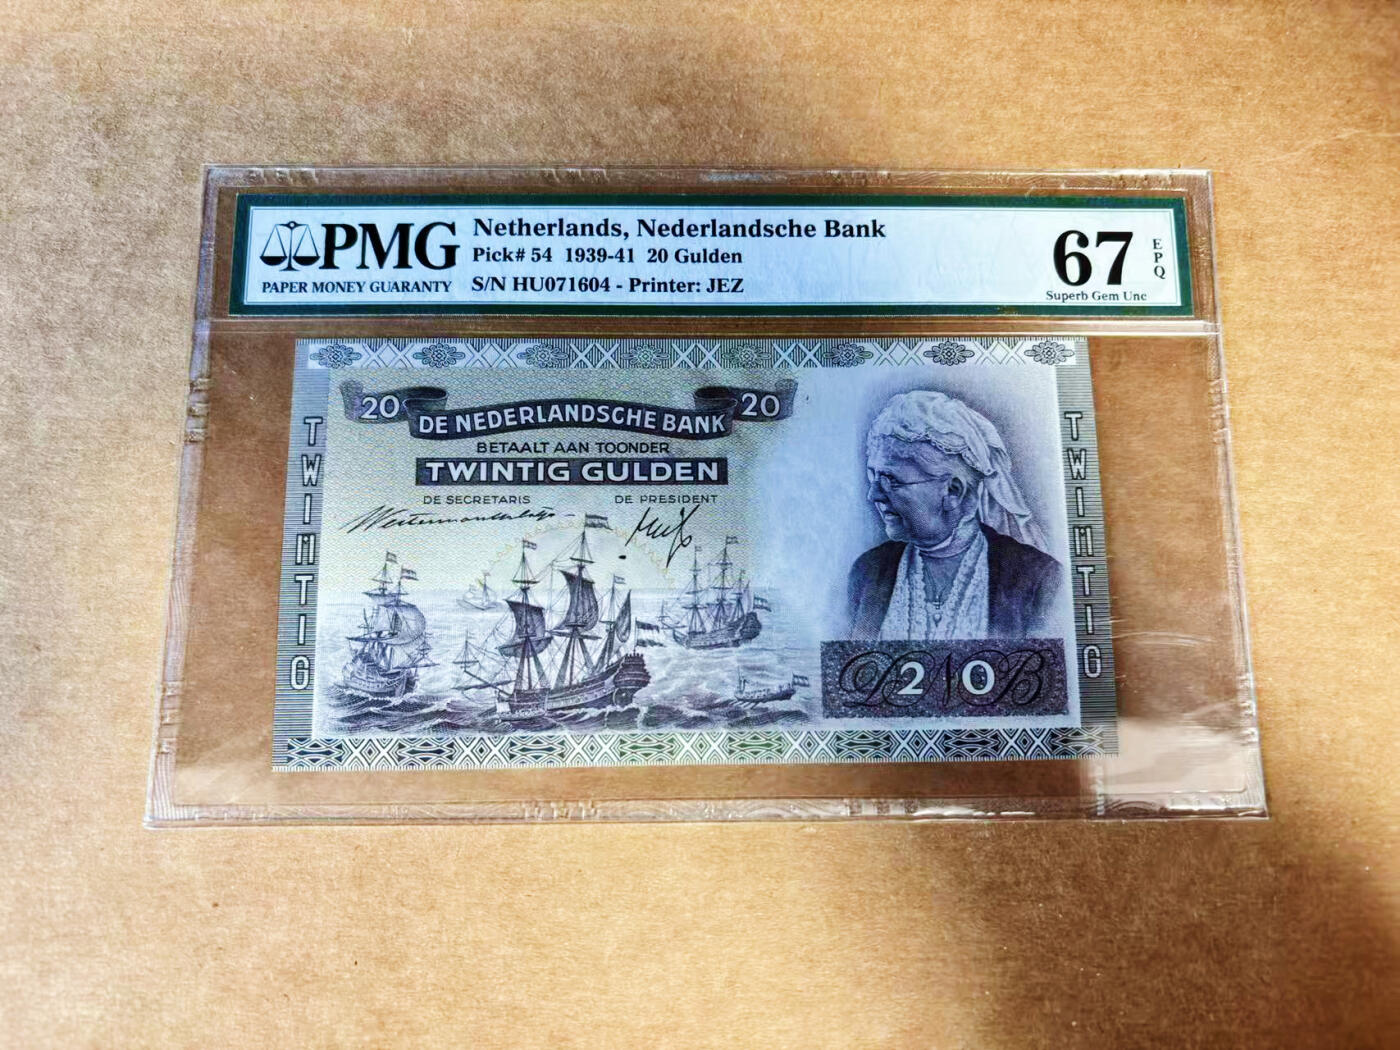 PMG
PAPER MONEY GUARANTY
Netherlands, Nederlandsche Bank
Pick# 54 1939-41 20 Gulden
S/N HU071604 - Printer: JEZ
67
EPQ
Superb Gem Unc
20 DE NEDERLANDSCHE BANK 20
BETAALT AAN TOONDER
TWINTIG GULDEN
DE SECRETARIS DE PRESIDENT
TWINTIG
TWINTIG
DNB
20